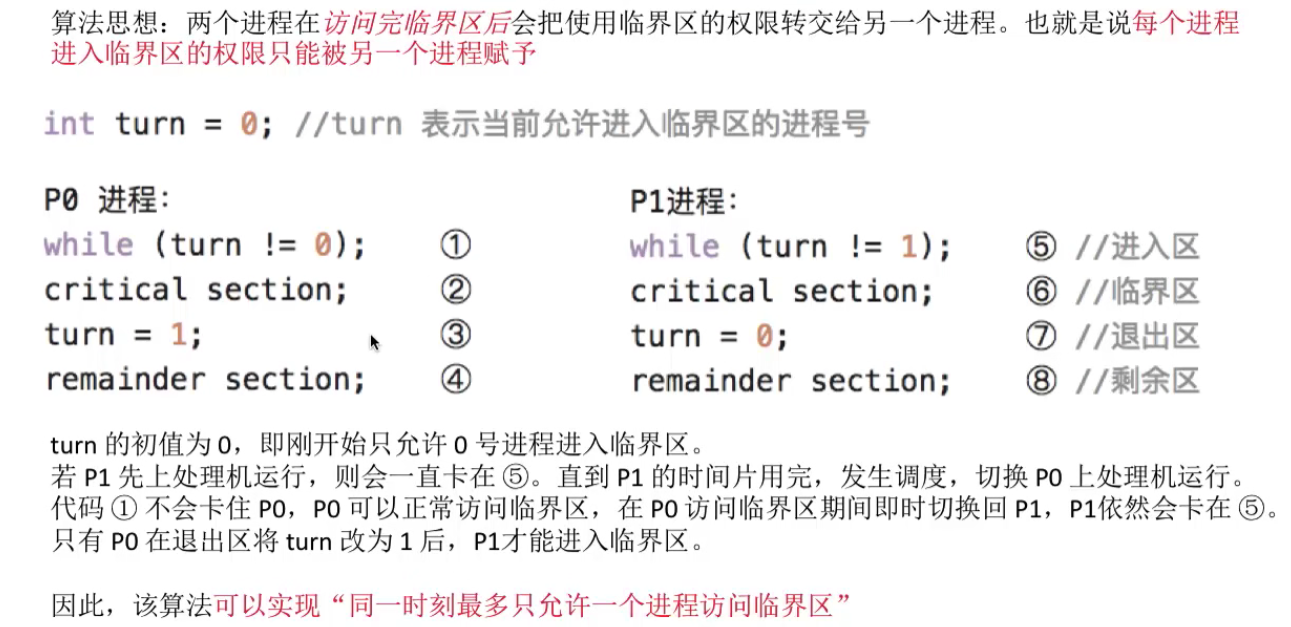 算法思想：两个进程在访问完临界区后会把使用临界区的权限转交给另一个进程。也就是说每个进程
进入临界区的权限只能被另一个进程赋予
int turn = 0; //turn 表示当前允许进入临界区的进程号
P0 进程：
while (turn != 0); ①
critical section; ②
turn = 1; ③
remainder section; ④
P1进程：
while (turn != 1); ⑤ //进入区
critical section; ⑥ //临界区
turn = 0; ⑦ //退出区
remainder section; ⑧ //剩余区
turn 的初值为 0，即刚开始只允许 0 号进程进入临界区。
若 P1 先上处理机运行，则会一直卡在 ⑤。直到 P1 的时间片用完，发生调度，切换 P0 上处理机运行。
代码 ① 不会卡住 P0，P0 可以正常访问临界区，在 P0 访问临界区期间即时切换回 P1，P1依然会卡在 ⑤。
只有 P0 在退出区将 turn 改为 1 后，P1才能进入临界区。
因此，该算法可以实现“同一时刻最多只允许一个进程访问临界区”